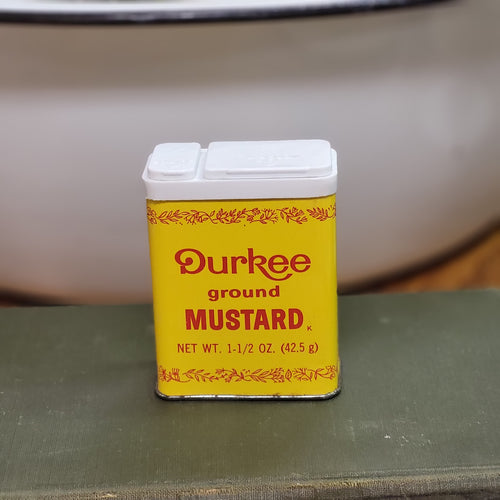 Durkee
ground
MUSTARD K
NET WT. 1-1/2 OZ. (42.5 g)